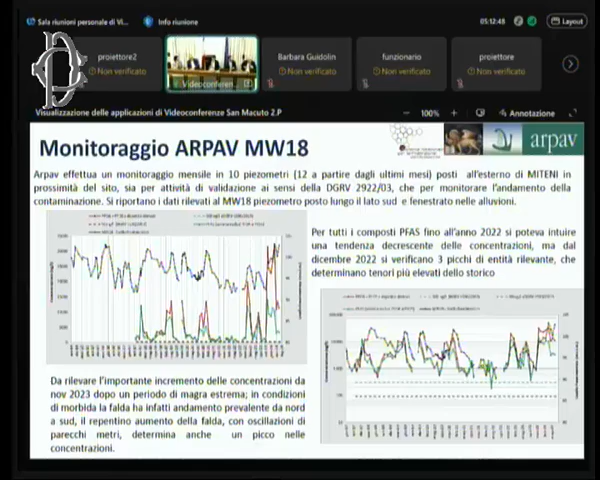 Sala riunioni personale di Vi...
Info riunione
05:12:48
Layout
proiettore2
Non verificato
Videoconferen...
Barbara Guidolin
Non verificato
funzionario
Non verificato
proiettore
Non verificato
Visualizzazione delle applicazioni di Videoconferenze San Macuto 2.P
100%
Annotazione
Monitoraggio ARPAV MW18
arpav
Arpav effettua un monitoraggio mensile in 10 piezometri (12 a partire dagli ultimi mesi) posti all'esterno di MITENI in
prossimità del sito, sia per attività di validazione ai sensi della DGRV 2922/03, che per monitorare l'andamento della
contaminazione. Si riportano i dati rilevati al MW18 piezometro posto lungo il lato sud e fenestrato nelle alluvioni.
Per tutti i composti PFAS fino all'anno 2022 si poteva intuire
una tendenza decrescente delle concentrazioni, ma dal
dicembre 2022 si verificano 3 picchi di entità rilevante, che
determinano tenori più elevati dello storico
Da rilevare l'importante incremento delle concentrazioni da
nov 2023 dopo un periodo di magra estrema; in condizioni
di morbida la falda ha infatti andamento prevalente da nord
a sud, il repentino aumento della falda, con oscillazioni di
parecchi metri, determina anche un picco nelle
concentrazioni.